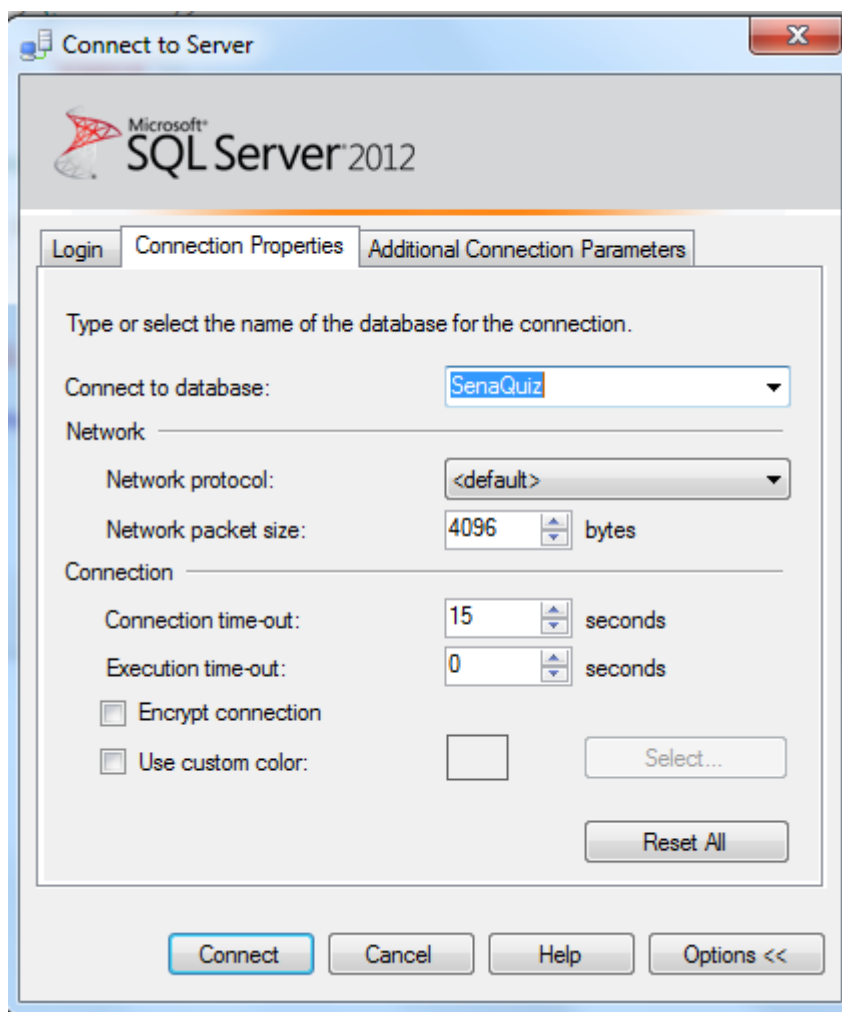 Connect to Server
Microsoft®
SQL Server® 2012
Login Connection Properties Additional Connection Parameters
Type or select the name of the database for the connection.
Connect to database: SenaQuiz
Network
Network protocol: <default>
Network packet size: 4096 bytes
Connection
Connection time-out: 15 seconds
Execution time-out: 0 seconds
Encrypt connection
Use custom color: Select...
Reset All
Connect Cancel Help Options <<